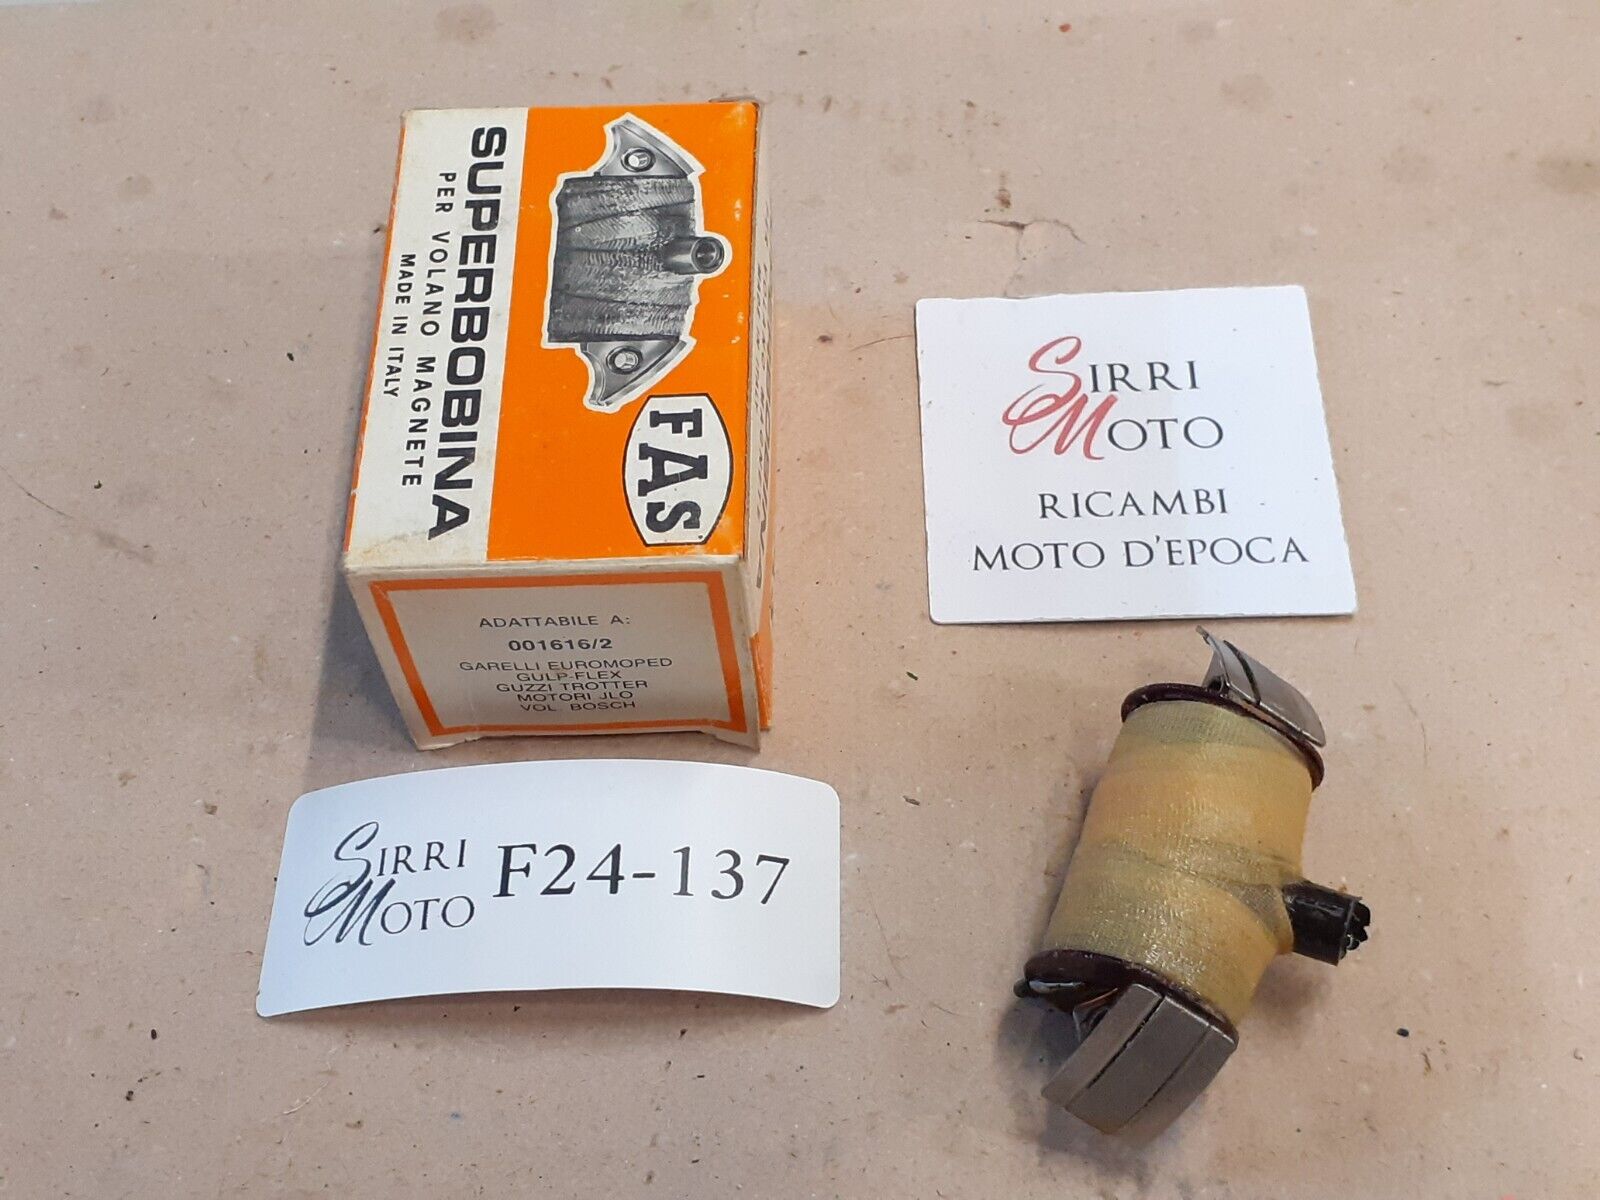 SUPERBOBINA
PER VOLANO MAGNETE
MADE IN ITALY
FAS
ADATTABILE A:
001616/2
GARELLI EUROMOPED
GULP-FLEX
GUZZI TROTTER
MOTORI JLO
VOL. BOSCH
SIRRI
MOTO
RICAMBI
MOTO D'EPOCA
SIRRI
MOTO
F24-137